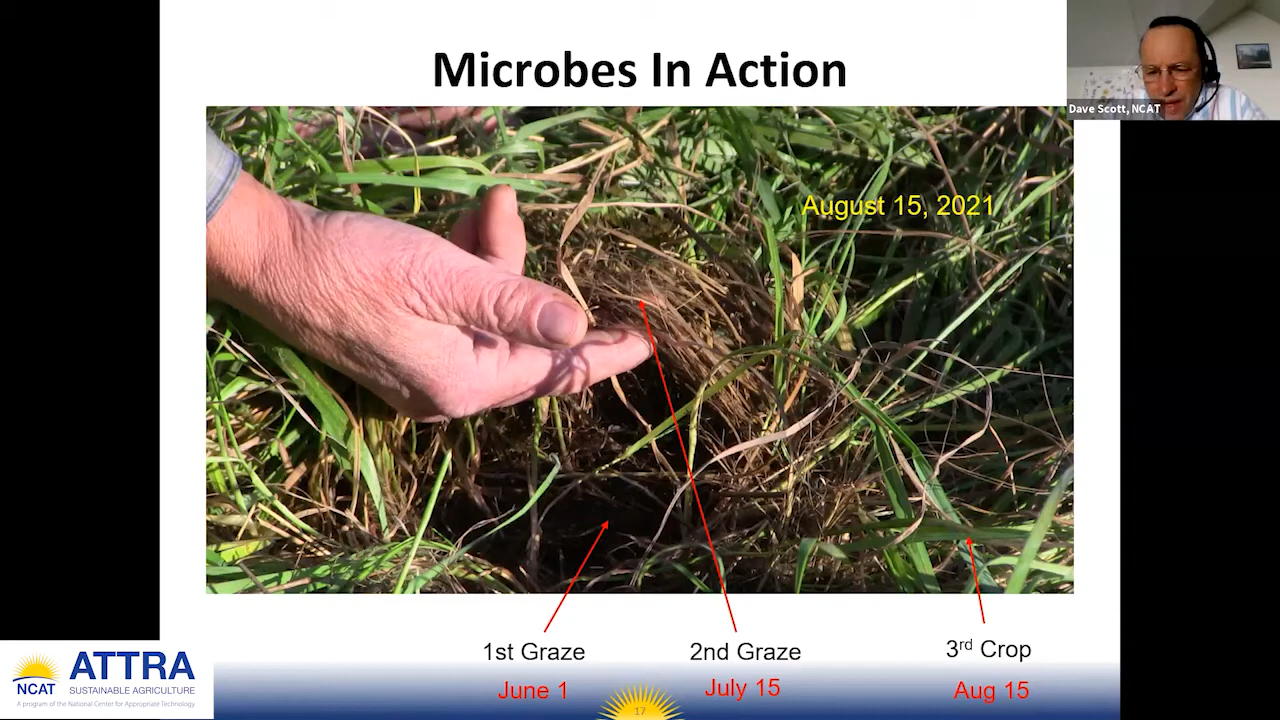 Microbes In Action
Dave Scott, NCAT
August 15, 2021
1st Graze
2nd Graze
3rd Crop
June 1
July 15
Aug 15
NCAT
ATTRA
SUSTAINABLE AGRICULTURE
A program of the National Center for Appropriate Technology
17